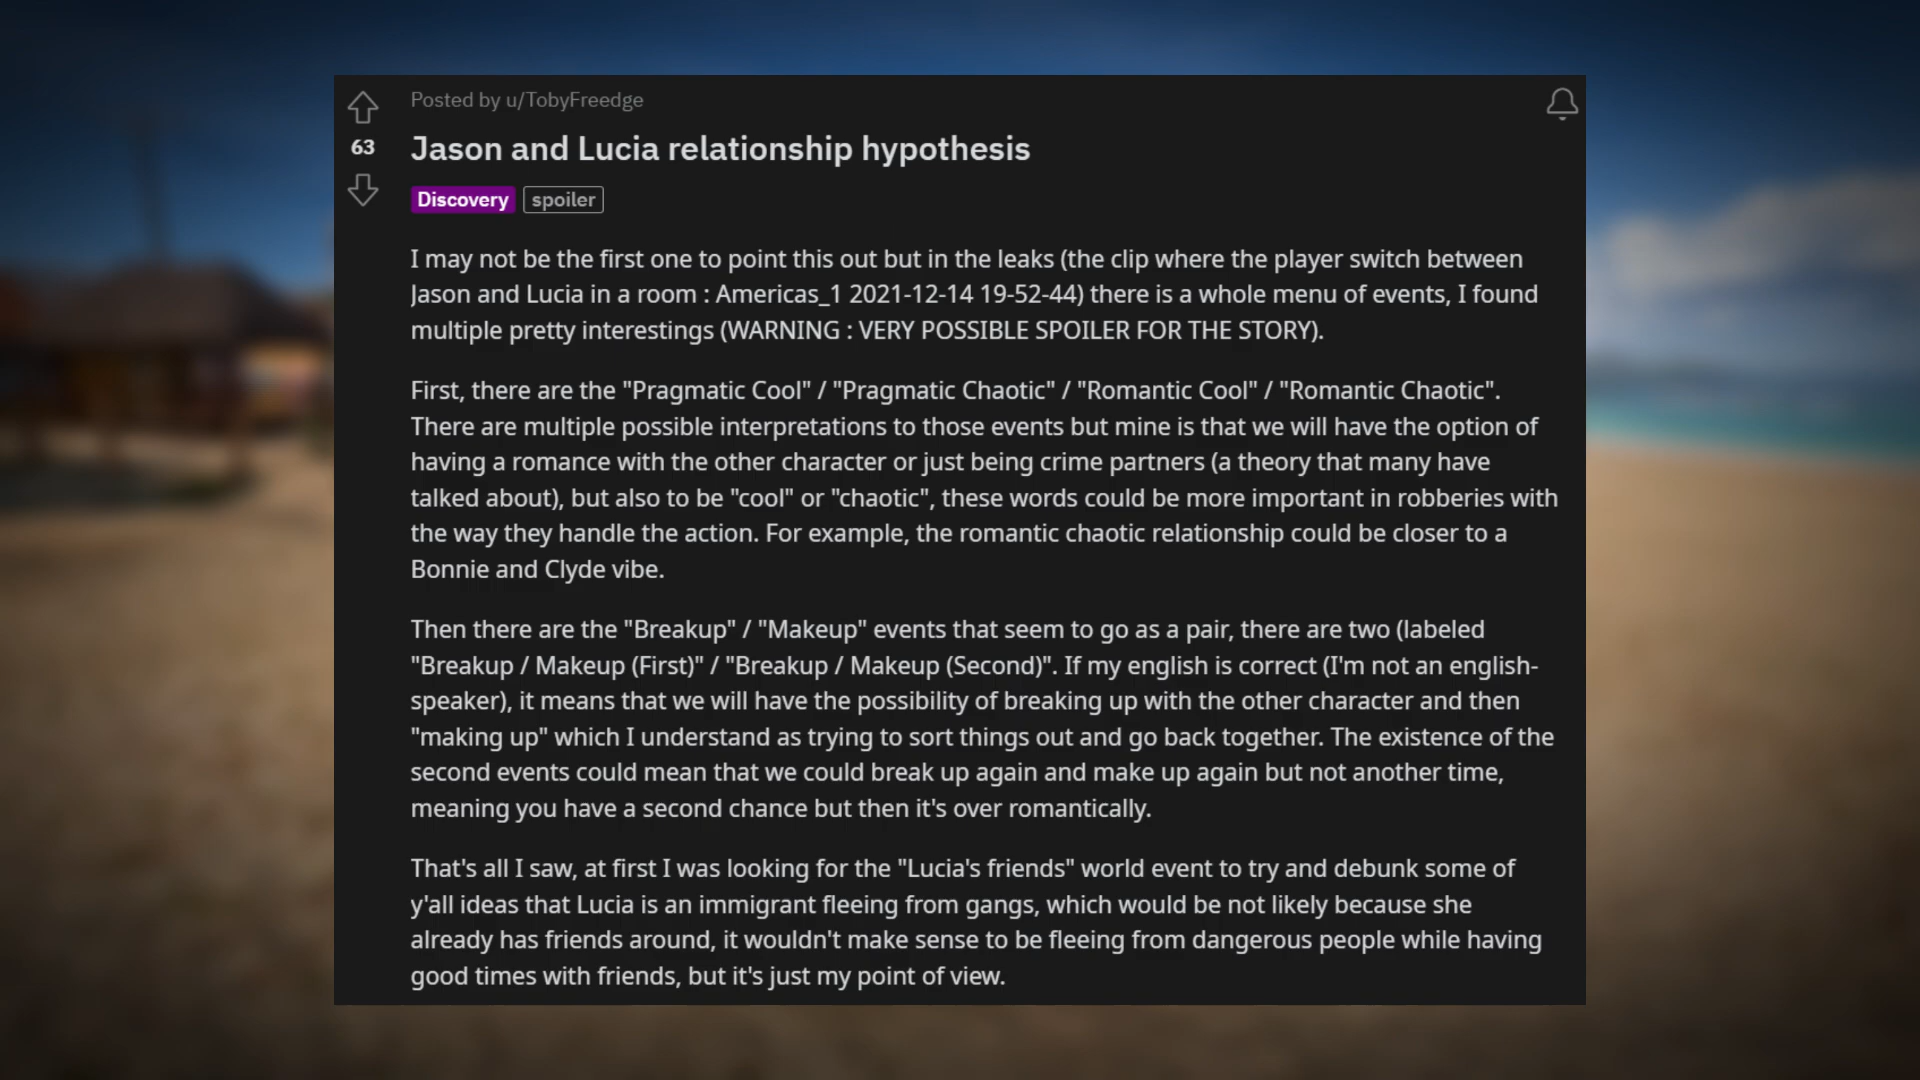 Posted by u/TobyFreedge
63
Jason and Lucia relationship hypothesis
Discovery spoiler
I may not be the first one to point this out but in the leaks (the clip where the player switch between
Jason and Lucia in a room : Americas_1 2021-12-14 19-52-44) there is a whole menu of events, I found
multiple pretty interestings (WARNING : VERY POSSIBLE SPOILER FOR THE STORY).
First, there are the "Pragmatic Cool" / "Pragmatic Chaotic" / "Romantic Cool" / "Romantic Chaotic".
There are multiple possible interpretations to those events but mine is that we will have the option of
having a romance with the other character or just being crime partners (a theory that many have
talked about), but also to be "cool" or "chaotic", these words could be more important in robberies with
the way they handle the action. For example, the romantic chaotic relationship could be closer to a
Bonnie and Clyde vibe.
Then there are the "Breakup" / "Makeup" events that seem to go as a pair, there are two (labeled
"Breakup / Makeup (First)" / "Breakup / Makeup (Second)". If my english is correct (I'm not an english-
speaker), it means that we will have the possibility of breaking up with the other character and then
"making up" which I understand as trying to sort things out and go back together. The existence of the
second events could mean that we could break up again and make up again but not another time,
meaning you have a second chance but then it's over romantically.
That's all I saw, at first I was looking for the "Lucia's friends" world event to try and debunk some of
y'all ideas that Lucia is an immigrant fleeing from gangs, which would be not likely because she
already has friends around, it wouldn't make sense to be fleeing from dangerous people while having
good times with friends, but it's just my point of view.